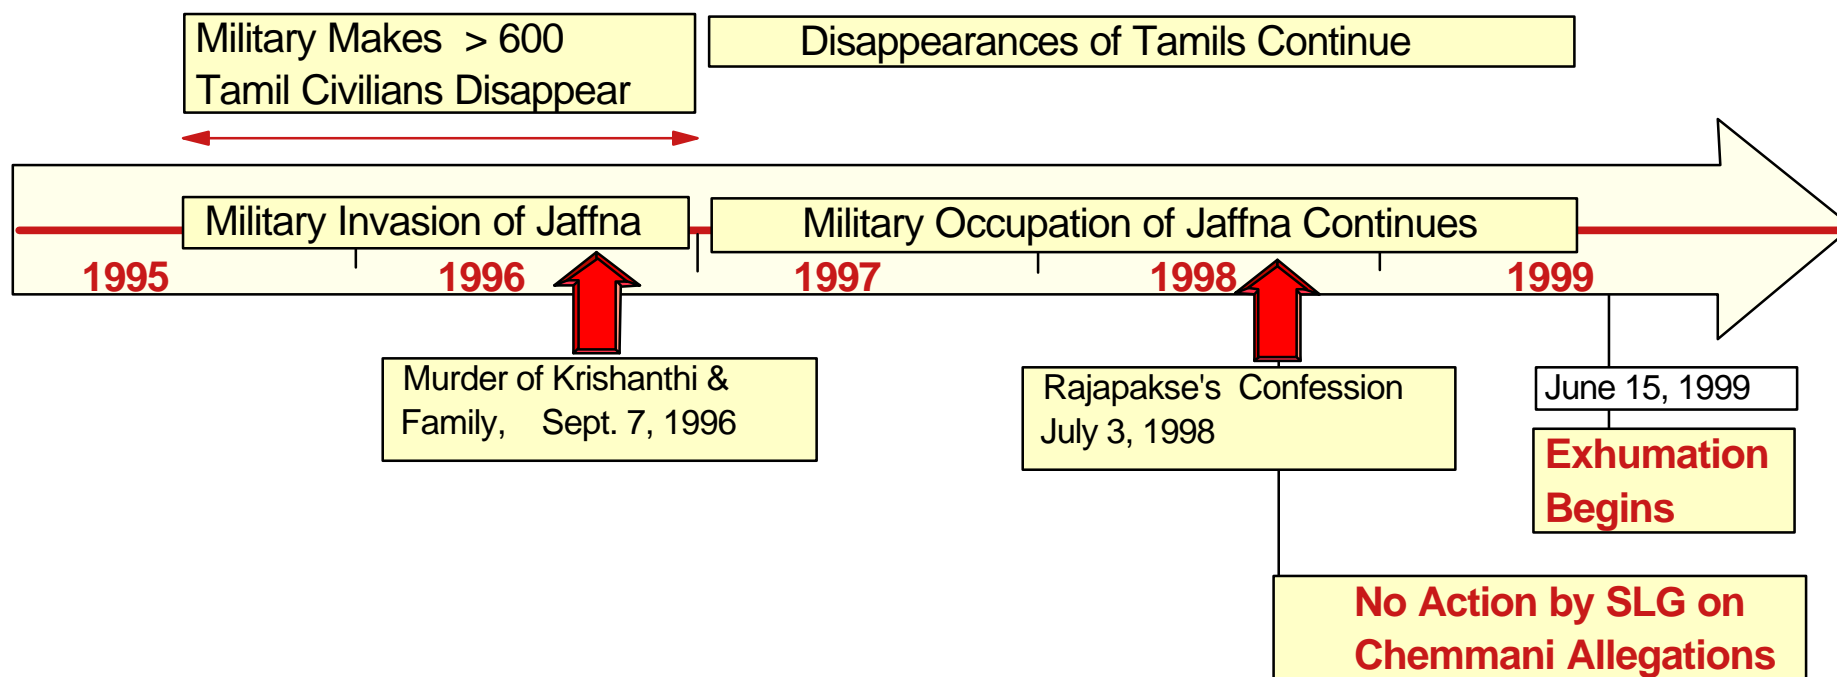 Military Makes > 600
Tamil Civilians Disappear
Disappearances of Tamils Continue
Military Invasion of Jaffna
Military Occupation of Jaffna Continues
1995
1996
1997
1998
1999
Murder of Krishanthi &
Family, Sept. 7, 1996
Rajapakse's Confession
July 3, 1998
June 15, 1999
Exhumation
Begins
No Action by SLG on
Chemmani Allegations